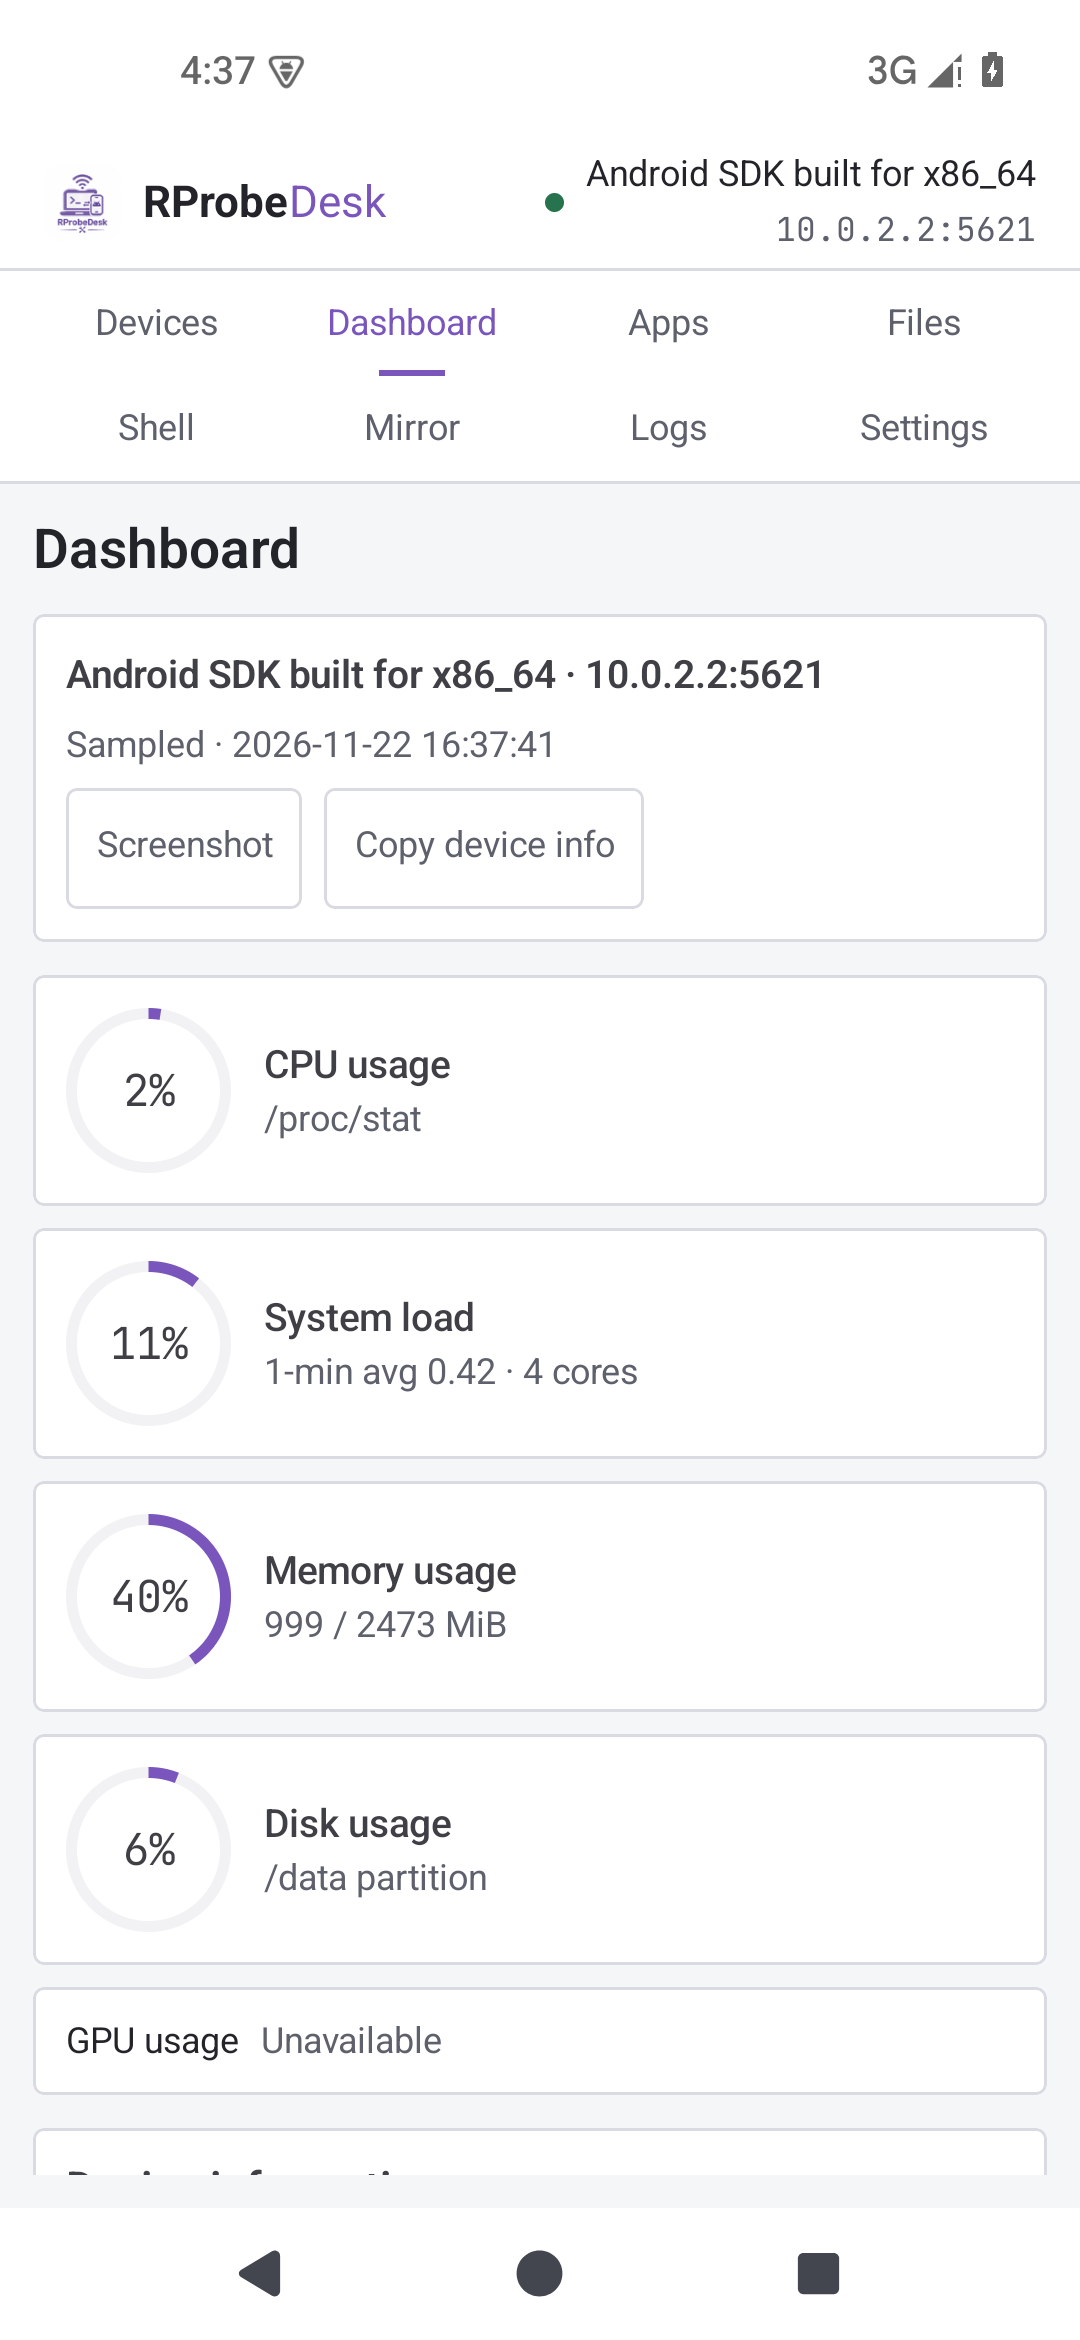 4:37
3G
RProbeDesk
RProbeDesk
Android SDK built for x86_64
10.0.2.2:5621
Devices
Dashboard
Apps
Files
Shell
Mirror
Logs
Settings
Dashboard
Android SDK built for x86_64 · 10.0.2.2:5621
Sampled · 2026-11-22 16:37:41
Screenshot
Copy device info
2%
CPU usage
/proc/stat
11%
System load
1-min avg 0.42 · 4 cores
40%
Memory usage
999 / 2473 MiB
6%
Disk usage
/data partition
GPU usage Unavailable